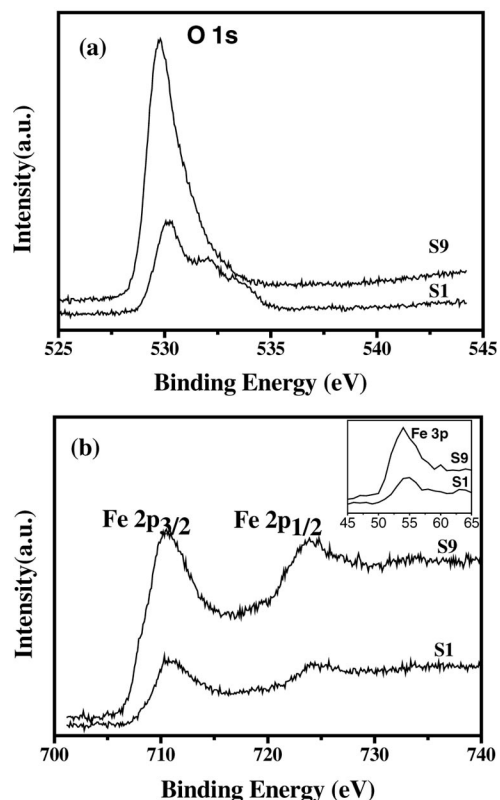 (a)
O 1s
Intensity(a.u.)
S9
S1
525 530 535 540 545
Binding Energy (eV)
(b)
Fe 3p
S9
S1
45 50 55 60 65
Fe 2p3/2 Fe 2p1/2
S9
Intensity(a.u.)
S1
700 710 720 730 740
Binding Energy (eV)